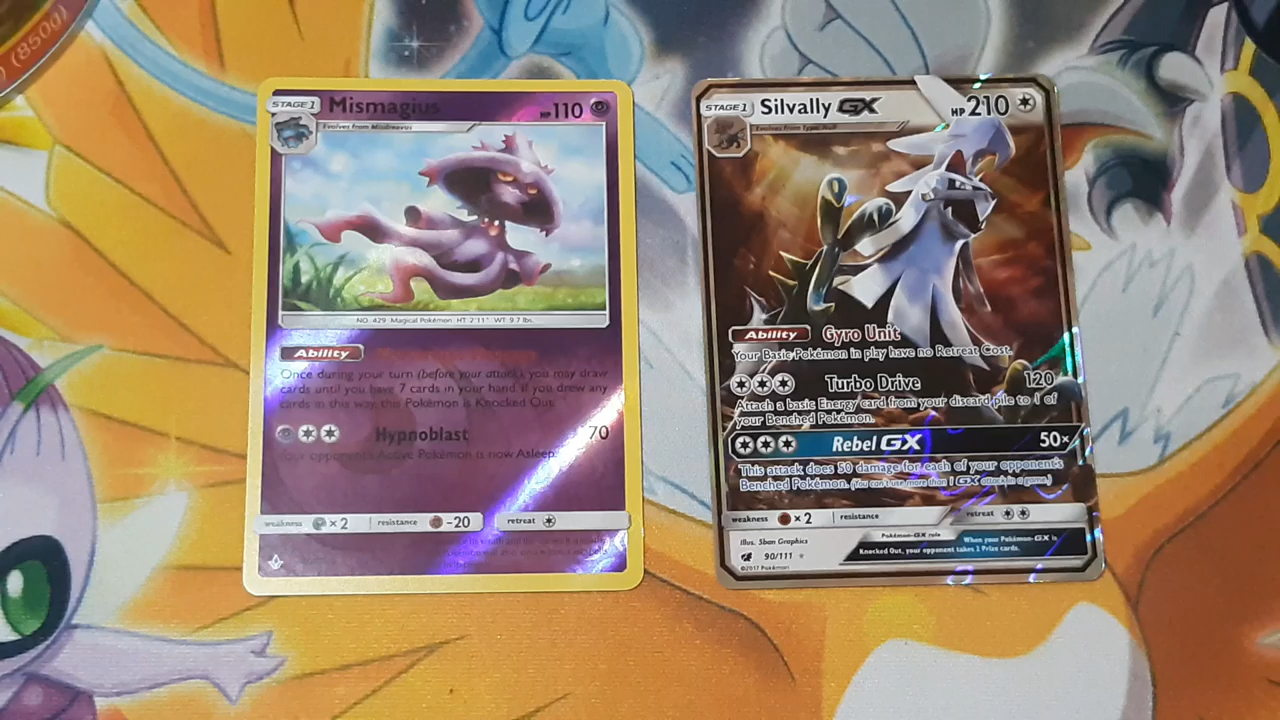 (850g)
STAGE 1 Mismagius HP 110
Evolves from Misdreavus
NO. 429 Magical Pokémon HT: 2'11" WT: 9.7 lbs.
Ability
Once during your turn (before your attack), you may draw
cards until you have 7 cards in your hand. If you drew any
cards in this way, this Pokémon is Knocked Out.
Hypnoblast 70
Your opponent's Active Pokémon is now Asleep.
weakness ×2 resistance -20 retreat
STAGE 1 Silvally GX HP 210
Evolves from Type: Null
Ability Gyro Unit
Your Basic Pokémon in play have no Retreat Cost.
Turbo Drive 120
Attach a basic Energy card from your discard pile to 1 of
your Benched Pokémon.
Rebel GX 50×
This attack does 50 damage for each of your opponent's
Benched Pokémon. (You can't use more than 1 GX attack in a game.)
weakness ×2 resistance retreat
Illus. 5ban Graphics
90/111 ★
©2017 Pokémon
Pokémon-GX rule
When your Pokémon-GX is
Knocked Out, your opponent takes 2 Prize cards.